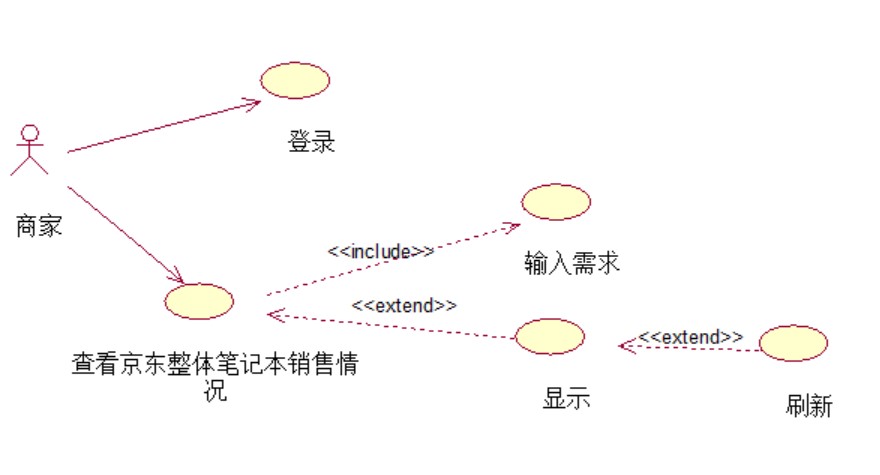 登录
商家
<<include>>
输入需求
<<extend>>
<<extend>>
查看京东整体笔记本销售情
况
显示
刷新